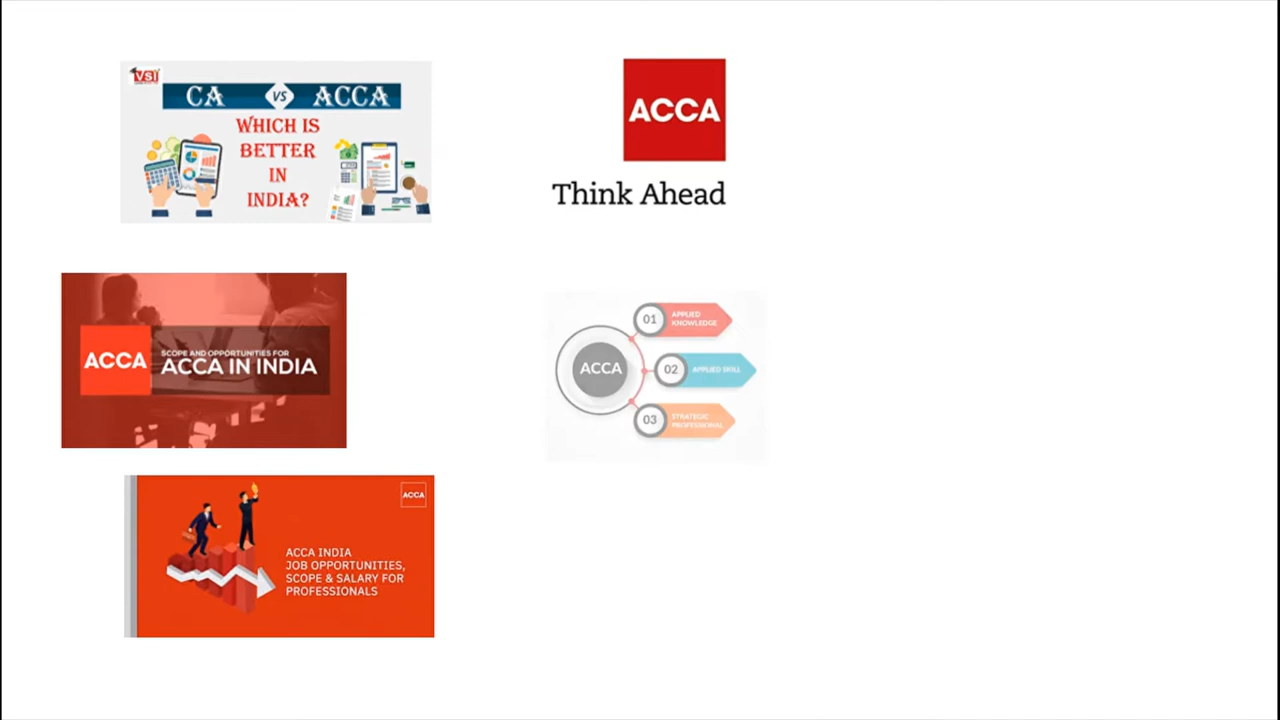 VSI
CA VS ACCA
WHICH IS
BETTER
IN
INDIA?
ACCA
Think Ahead
ACCA
SCOPE AND OPPORTUNITIES FOR
ACCA IN INDIA
ACCA
01 APPLIED
KNOWLEDGE
02 APPLIED SKILL
03 STRATEGIC
PROFESSIONAL
ACCA
ACCA INDIA
JOB OPPORTUNITIES,
SCOPE & SALARY FOR
PROFESSIONALS